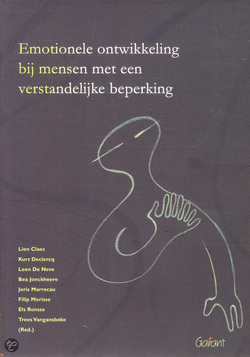 Emotionele ontwikkeling
bij mensen met een
verstandelijke beperking
Lien Claes
Kurt Declercq
Leen De Neve
Bea Jonckheere
Joris Marrecau
Filip Morisse
Els Ronsse
Trees Vangansbeke
(Red.)
Garant